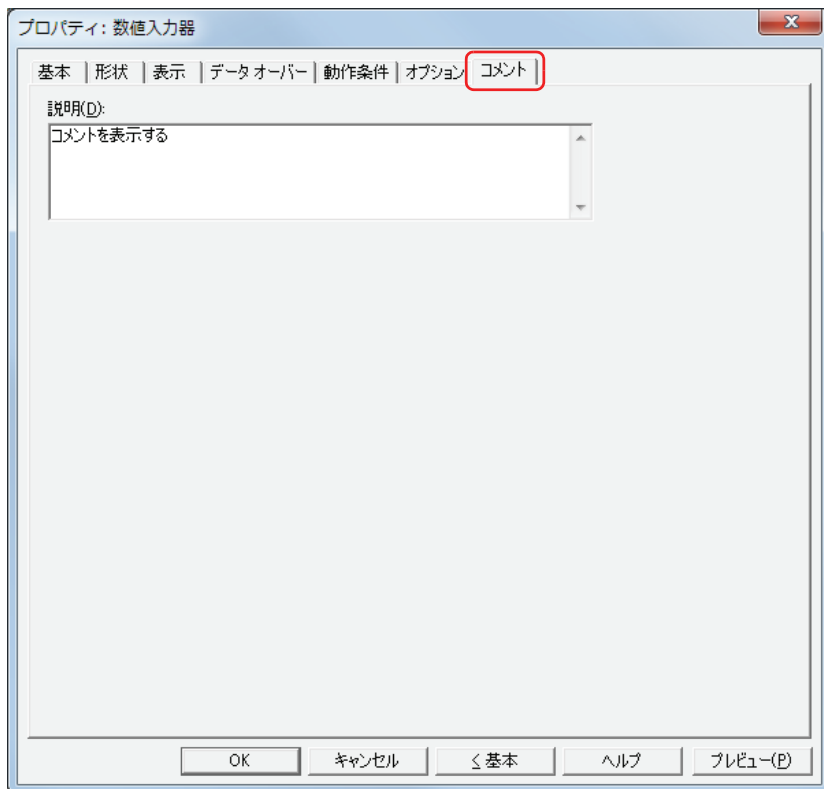 プロパティ: 数値入力器
基本 形状 表示 データ オーバー 動作条件 オプション コメント
説明(D):
コメントを表示する
OK キャンセル <基本 ヘルプ プレビュー(P)